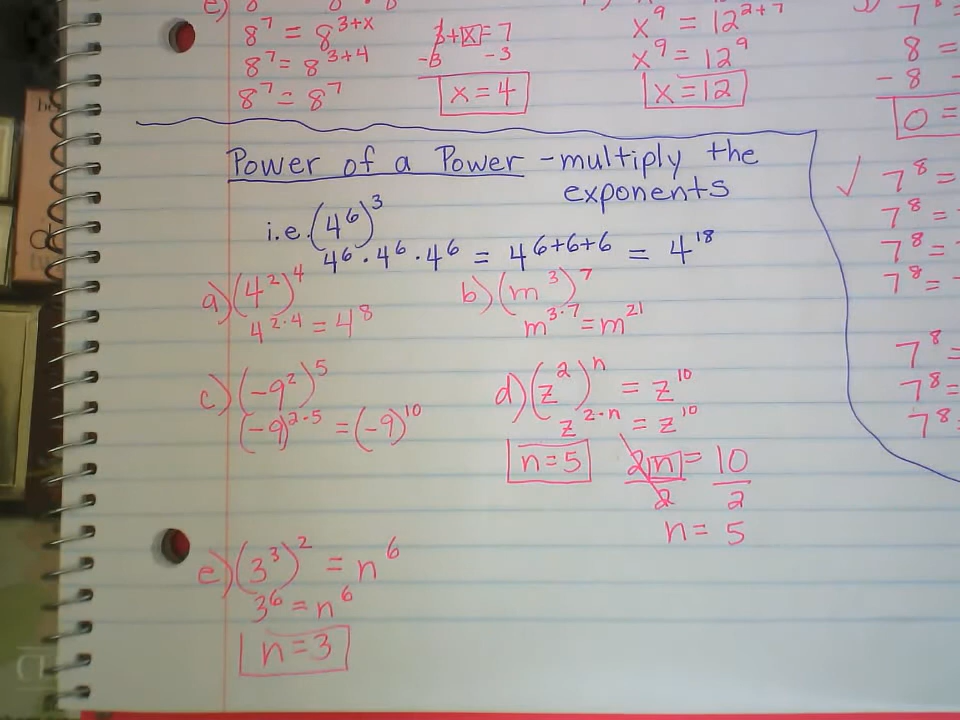 8^7 = 8^{3+x}
3+x = 7
x^9 = 12^{2+7}
8^7 = 8^{3+4}
-3 -3
x^9 = 12^9
8^7 = 8^7
x = 4
x = 12
8 =
- 8 -
0 =
Power of a Power - multiply the
exponents
i.e. (4^6)^3
4^6 · 4^6 · 4^6 = 4^{6+6+6} = 4^{18}
a) (4^2)^4
4^{2·4} = 4^8
b) (m^3)^7
m^{3·7} = m^{21}
c) (-9^2)^5
(-9)^{2·5} = (-9)^{10}
d) (z^2)^n = z^{10}
z^{2·n} = z^{10}
n = 5
2n = 10
2 2
n = 5
e) (3^3)^2 = n^6
3^6 = n^6
n = 3
✓ 7^8 =
7^8 =
7^8 =
7^8 =
7^8 =
7^8 =
7^8 =